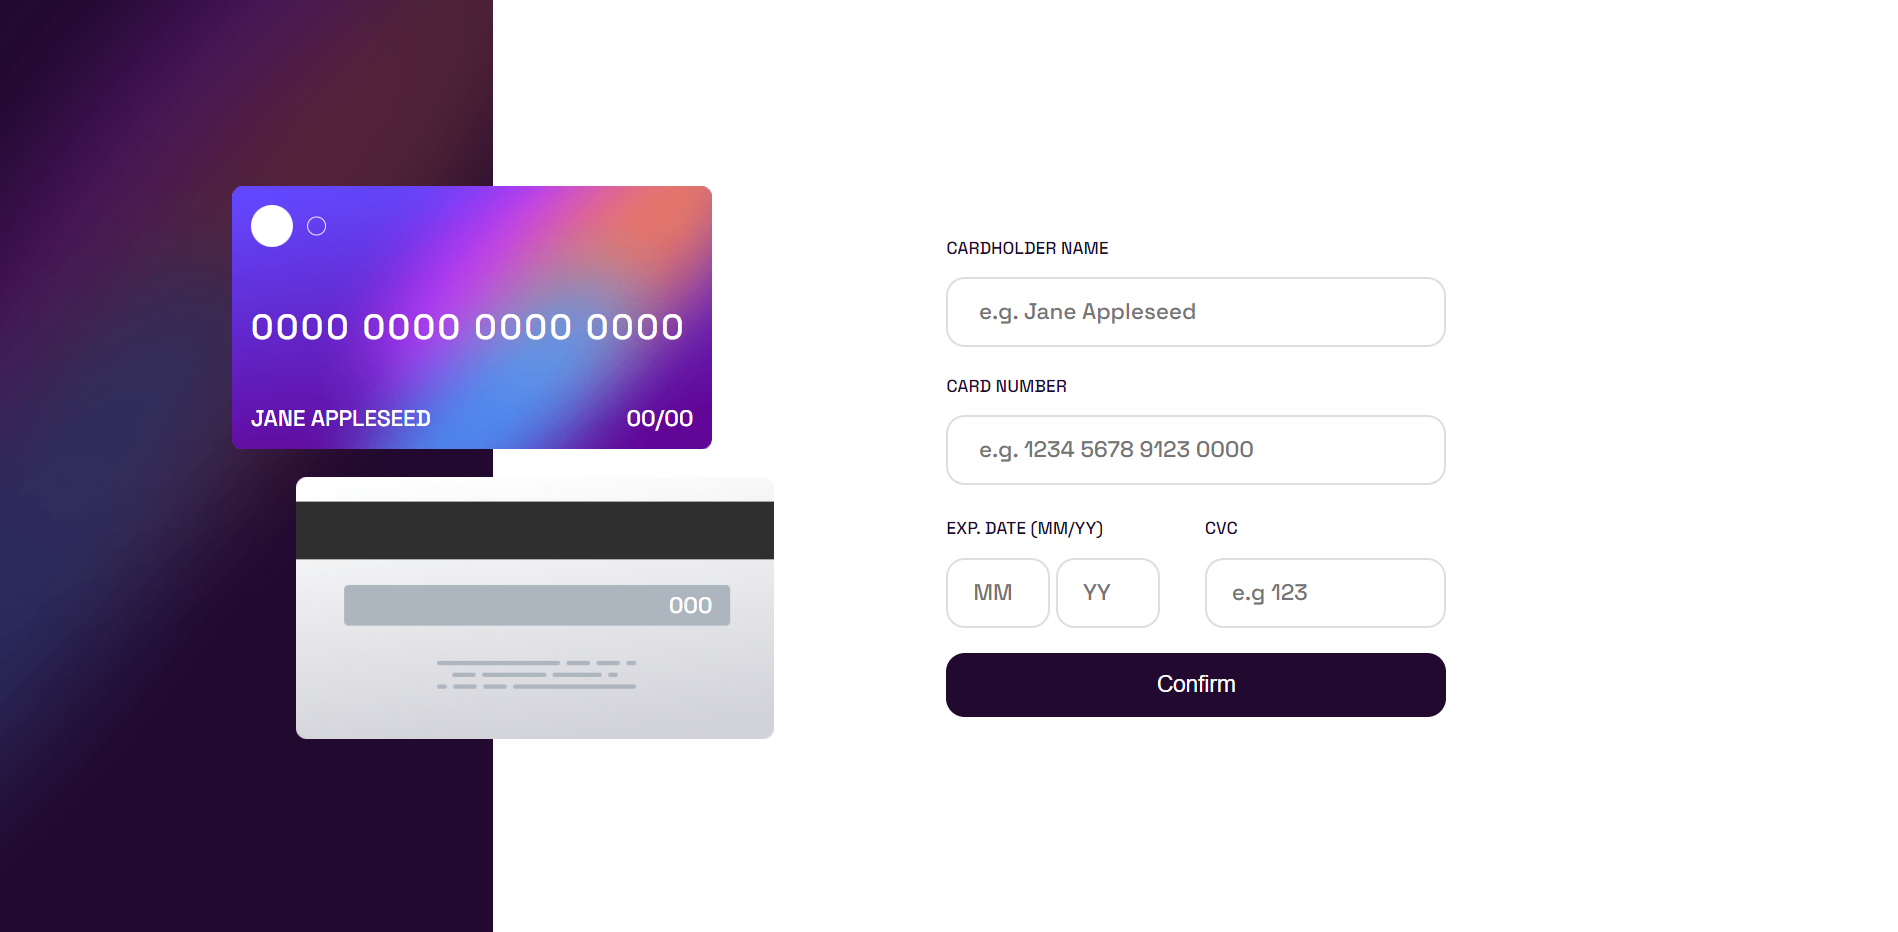 0000 0000 0000 0000
JANE APPLESEED 00/00
000
CARDHOLDER NAME
e.g. Jane Appleseed
CARD NUMBER
e.g. 1234 5678 9123 0000
EXP. DATE (MM/YY) CVC
MM YY e.g 123
Confirm